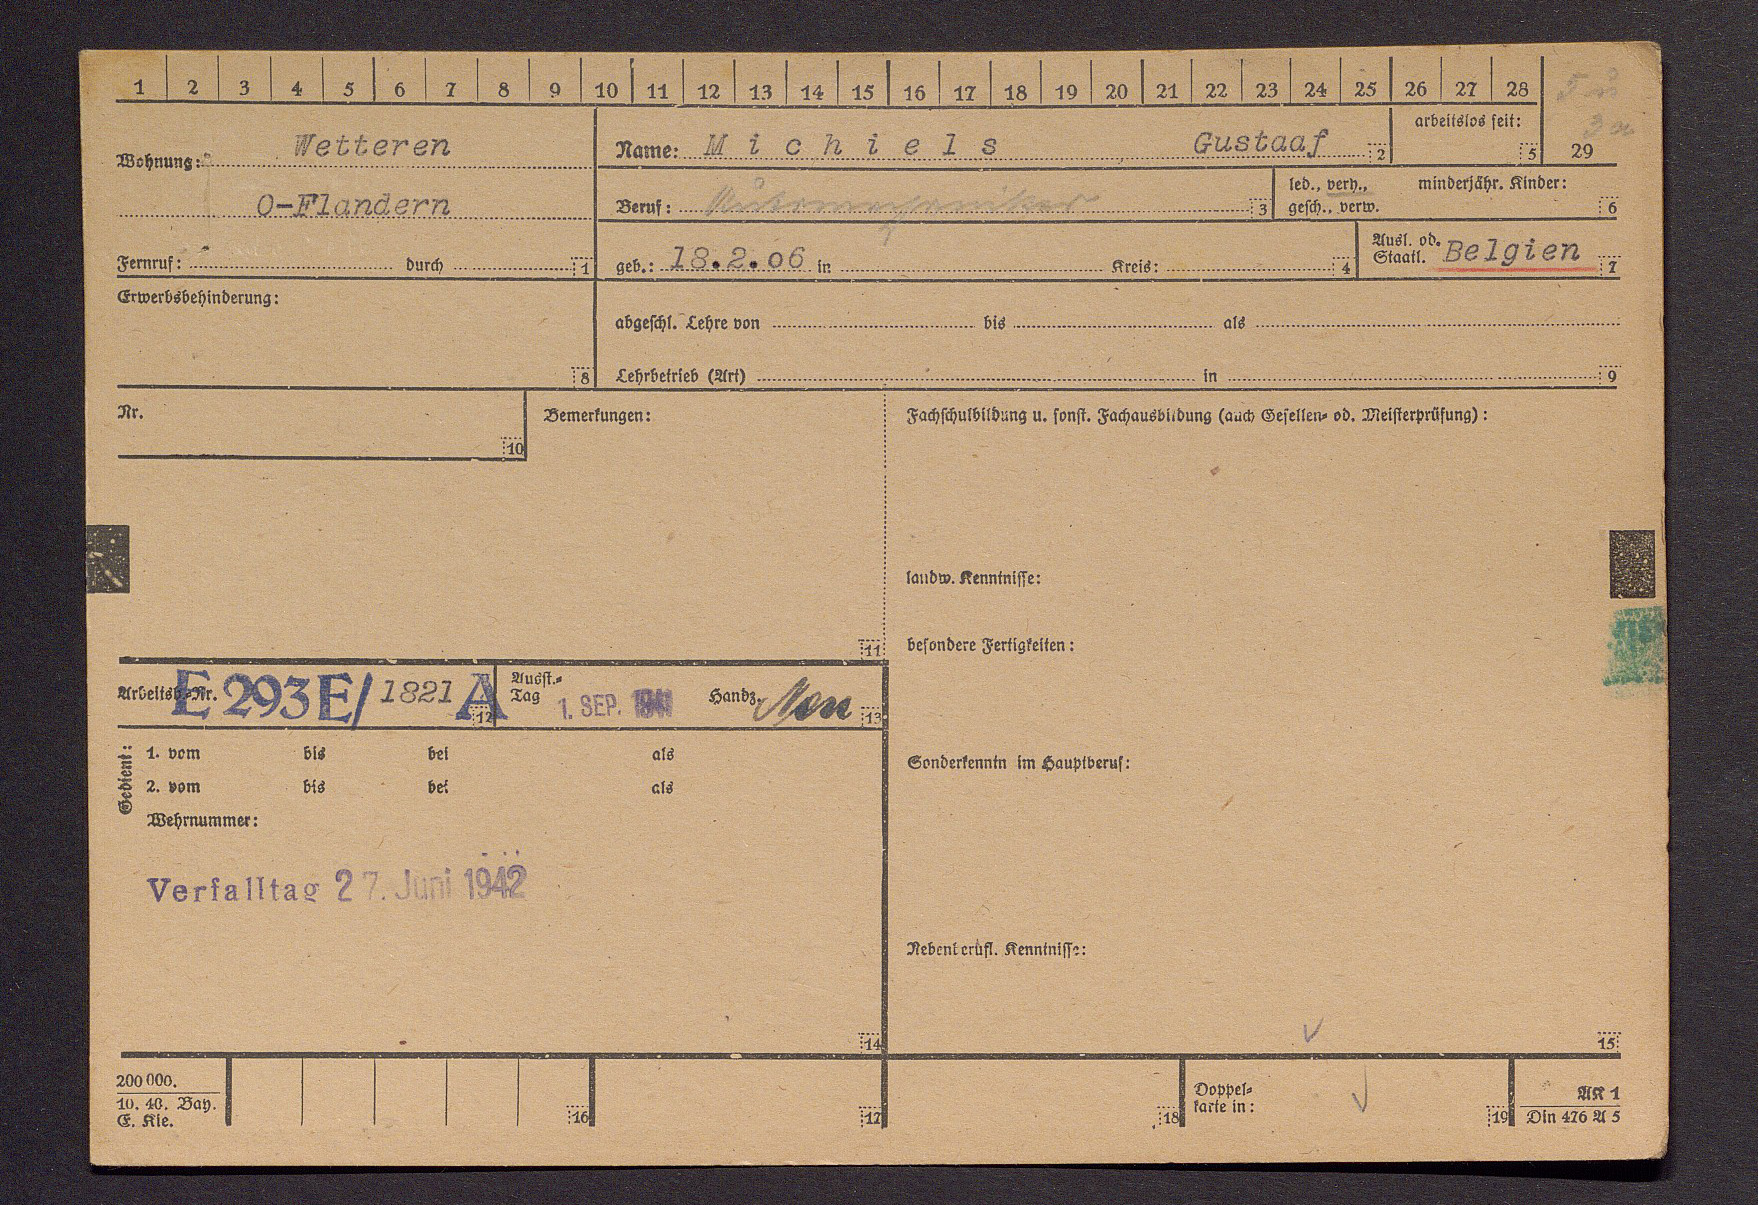 1 2 3 4 5 6 7 8 9 10 11 12 13 14 15 16 17 18 19 20 21 22 23 24 25 26 27 28
29
Wohnung: Wetteren
O-Flandern
Fernruf: durch 1
Name: Michiels Gustaaf 2
arbeitslos seit: 5
Beruf: 3
led., verh., minderjähr. Kinder:
gesch., verw. 6
geb.: 18.2.06 in Kreis: 4
Ausl. od.
Staatl. Belgien 7
Erwerbsbehinderung:
8
abgeschl. Lehre von bis als
Lehrbetrieb (Art) in 9
Nr.
10
Bemerkungen:
11
Fachschulbildung u. sonst. Fachausbildung (auch Gesellen- od. Meisterprüfung):
landw. Kenntnisse:
besondere Fertigkeiten:
Sonderkenntn im Hauptberuf:
Nebenberufl. Kenntnisse:
15
Arbeitsb.-Nr. E 293 E/ 1821 A 12
Ausst.-
Tag 1. SEP. 1941 Handz. 13
Gedient:
1. vom bis bei als
2. vom bis bei als
Wehrnummer:
Verfalltag 27. Juni 1942
14
200 000.
10. 40. Bay.
E. Kle.
16
17
18
Doppel-
karte in: 19
AK 1
Din 476 A 5